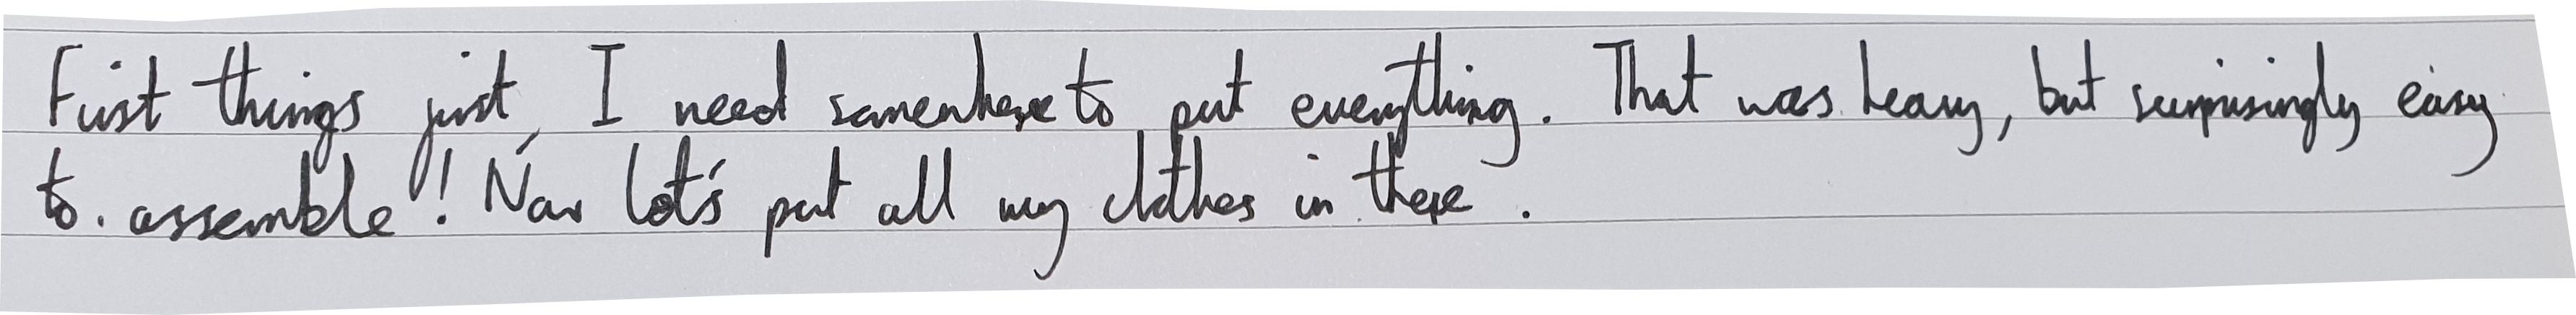 First things first, I need somewhere to put everything. That was heavy, but surprisingly easy
to assemble! Now let's put all my clothes in there.